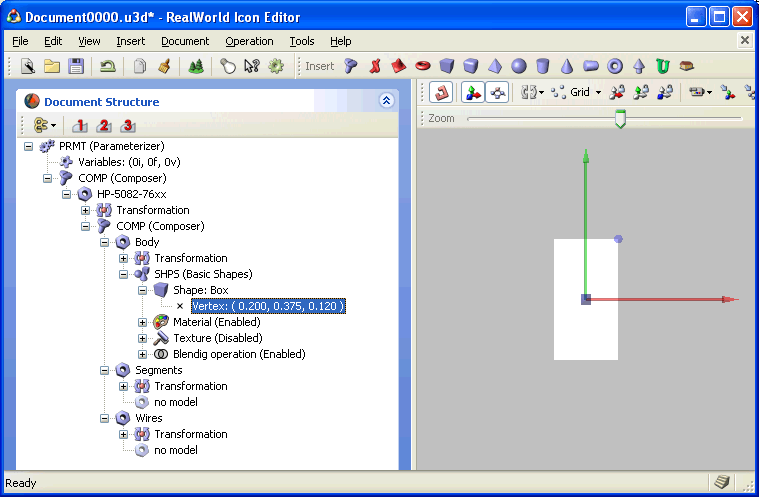 Document0000.u3d* - RealWorld Icon Editor
File Edit View Insert Document Operation Tools Help
Insert
Document Structure
1 2 3
Grid
Zoom
PRMT (Parameterizer)
Variables: (0i, 0f, 0v)
COMP (Composer)
HP-5082-76xx
Transformation
COMP (Composer)
Body
Transformation
SHPS (Basic Shapes)
Shape: Box
Vertex: ( 0.200, 0.375, 0.120 )
Material (Enabled)
Texture (Disabled)
Blendig operation (Enabled)
Segments
Transformation
no model
Wires
Transformation
no model
Ready